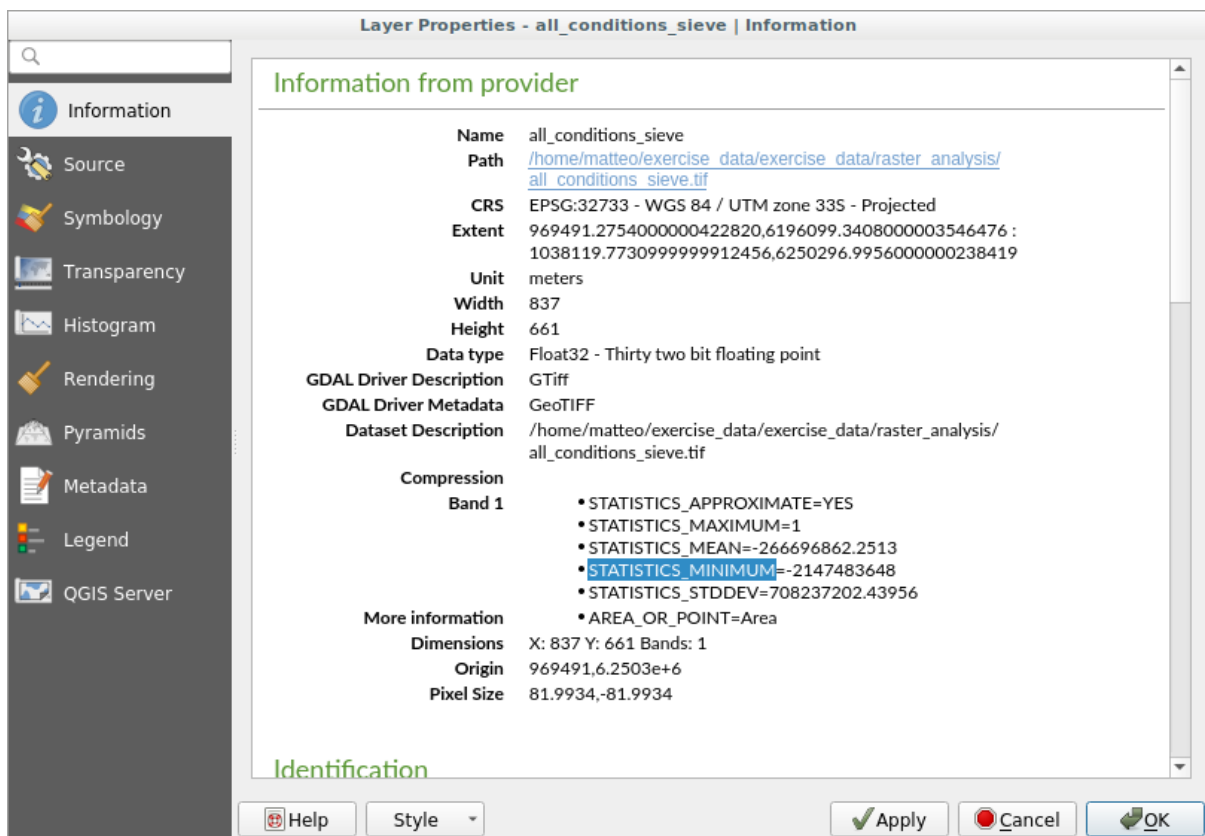 Layer Properties - all_conditions_sieve | Information
Information
Source
Symbology
Transparency
Histogram
Rendering
Pyramids
Metadata
Legend
QGIS Server
Information from provider
Name all_conditions_sieve
Path /home/matteo/exercise_data/exercise_data/raster_analysis/
all_conditions_sieve.tif
CRS EPSG:32733 - WGS 84 / UTM zone 33S - Projected
Extent 969491.2754000000422820,6196099.3408000003546476 :
1038119.7730999999912456,6250296.9956000000238419
Unit meters
Width 837
Height 661
Data type Float32 - Thirty two bit floating point
GDAL Driver Description GTiff
GDAL Driver Metadata GeoTIFF
Dataset Description /home/matteo/exercise_data/exercise_data/raster_analysis/
all_conditions_sieve.tif
Compression
Band 1 • STATISTICS_APPROXIMATE=YES
• STATISTICS_MAXIMUM=1
• STATISTICS_MEAN=-266696862.2513
• STATISTICS_MINIMUM=-2147483648
• STATISTICS_STDDEV=708237202.43956
More information • AREA_OR_POINT=Area
Dimensions X: 837 Y: 661 Bands: 1
Origin 969491,6.2503e+6
Pixel Size 81.9934,-81.9934
Identification
Help Style Apply Cancel OK